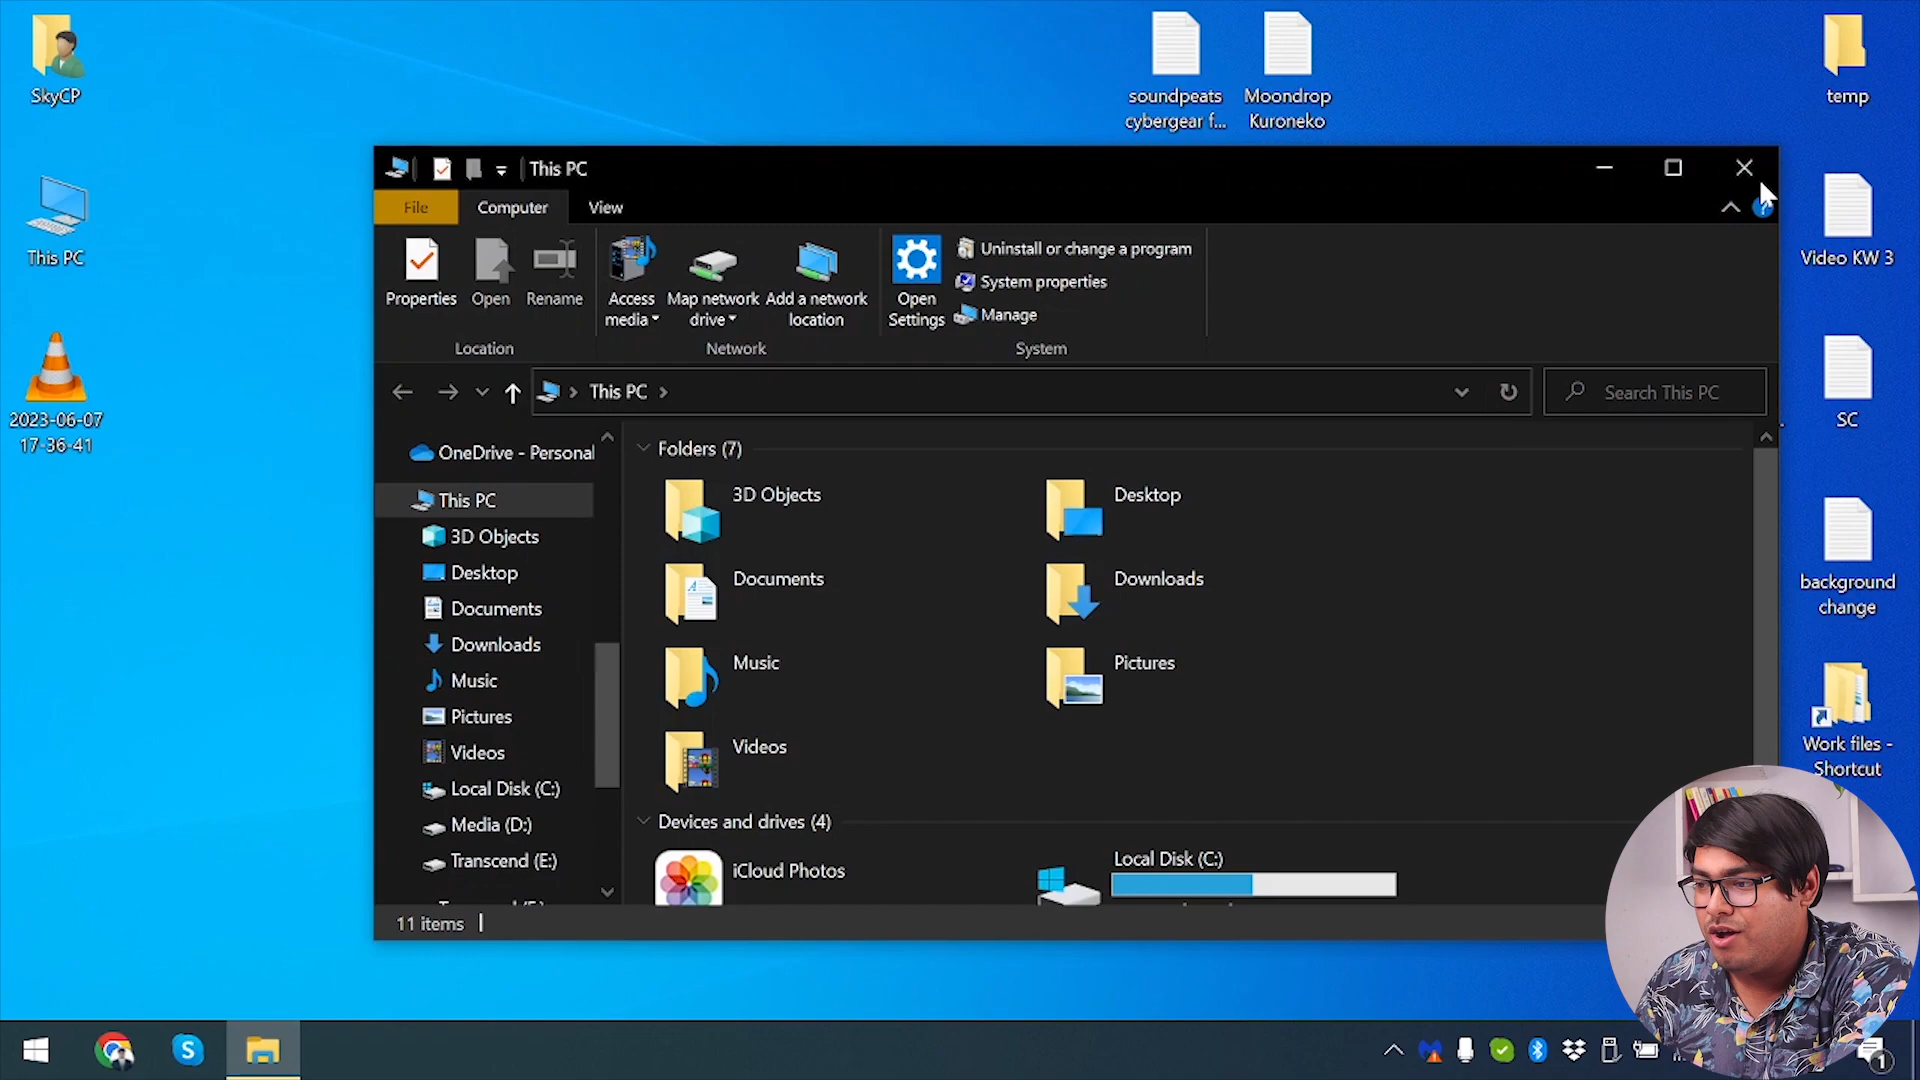 SkyCP
This PC
2023-06-07
17-36-41
soundpeats
cybergear f...
Moondrop
Kuroneko
temp
Video KW 3
SC
background
change
Work files -
Shortcut
This PC
File
Computer
View
Properties
Open
Rename
Location
Access
media
Map network
drive
Add a network
location
Network
Open
Settings
Uninstall or change a program
System properties
Manage
System
This PC
Search This PC
OneDrive - Personal
This PC
3D Objects
Desktop
Documents
Downloads
Music
Pictures
Videos
Local Disk (C:)
Media (D:)
Transcend (E:)
Folders (7)
3D Objects
Desktop
Documents
Downloads
Music
Pictures
Videos
Devices and drives (4)
iCloud Photos
Local Disk (C:)
11 items
1